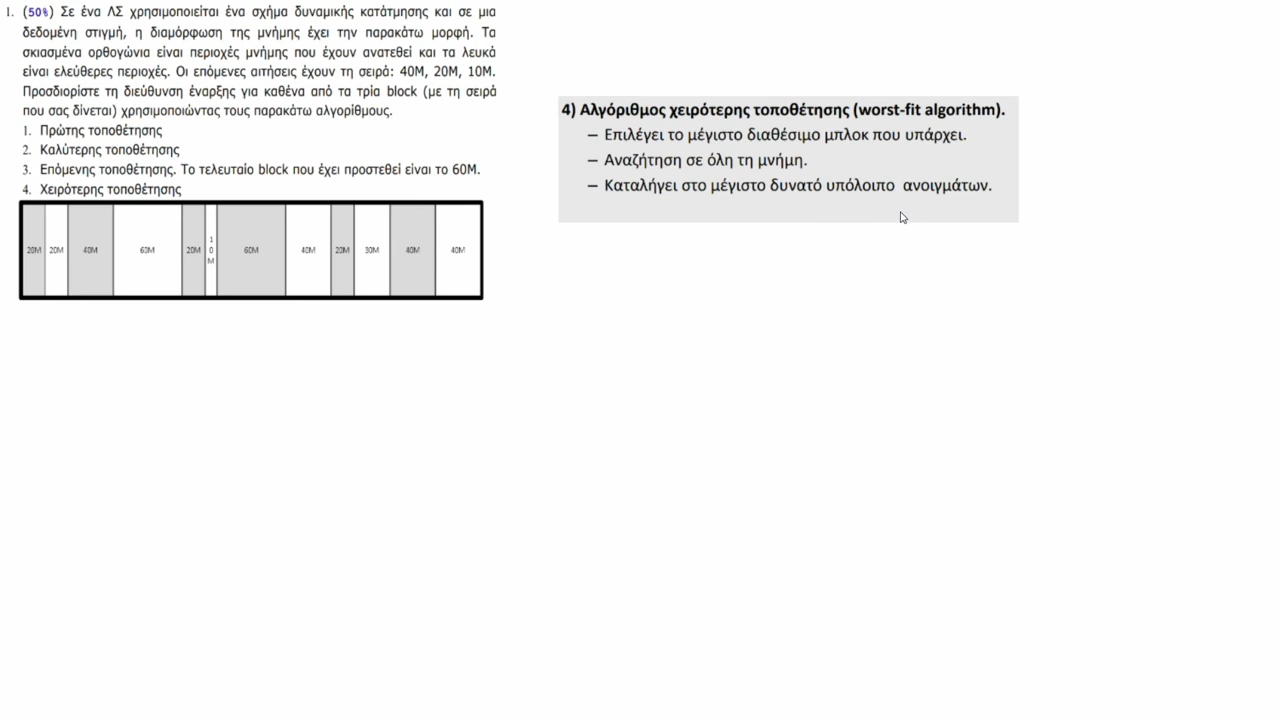 1. (50%) Σε ένα ΛΣ χρησιμοποιείται ένα σχήμα δυναμικής κατάτμησης και σε μια
δεδομένη στιγμή, η διαμόρφωση της μνήμης έχει την παρακάτω μορφή. Τα
σκιασμένα ορθογώνια είναι περιοχές μνήμης που έχουν ανατεθεί και τα λευκά
είναι ελεύθερες περιοχές. Οι επόμενες αιτήσεις έχουν τη σειρά: 40Μ, 20Μ, 10Μ.
Προσδιορίστε τη διεύθυνση έναρξης για καθένα από τα τρία block (με τη σειρά
που σας δίνεται) χρησιμοποιώντας τους παρακάτω αλγορίθμους.
1. Πρώτης τοποθέτησης
2. Καλύτερης τοποθέτησης
3. Επόμενης τοποθέτησης. Το τελευταίο block που έχει προστεθεί είναι το 60Μ.
4. Χειρότερης τοποθέτησης
20M 20M 40M 60M 20M 10M 60M 40M 20M 30M 40M 40M
4) Αλγόριθμος χειρότερης τοποθέτησης (worst-fit algorithm).
– Επιλέγει το μέγιστο διαθέσιμο μπλοκ που υπάρχει.
– Αναζήτηση σε όλη τη μνήμη.
– Καταλήγει στο μέγιστο δυνατό υπόλοιπο ανοιγμάτων.